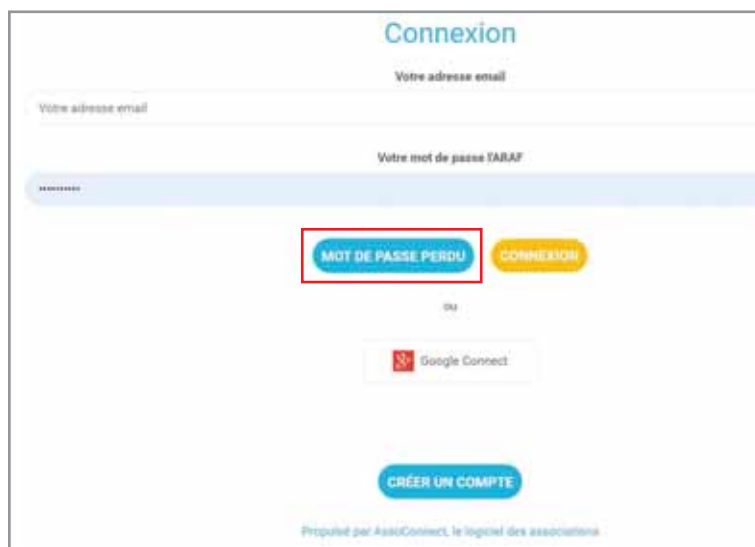 Connexion
Votre adresse email
Votre adresse email
Votre mot de passe l'ARAF
••••••••••
MOT DE PASSE PERDU CONNEXION
ou
Google Connect
CRÉER UN COMPTE
Propulsé par AssoConnect, le logiciel des associations